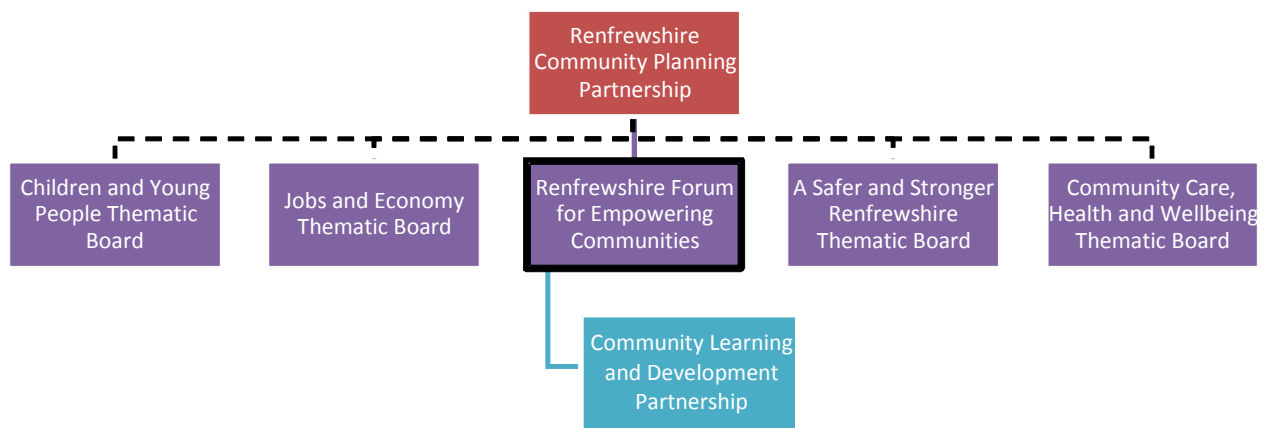 Renfrewshire
Community Planning
Partnership
Children and Young
People Thematic
Board
Jobs and Economy
Thematic Board
Renfrewshire Forum
for Empowering
Communities
A Safer and Stronger
Renfrewshire
Thematic Board
Community Care,
Health and Wellbeing
Thematic Board
Community Learning
and Development
Partnership